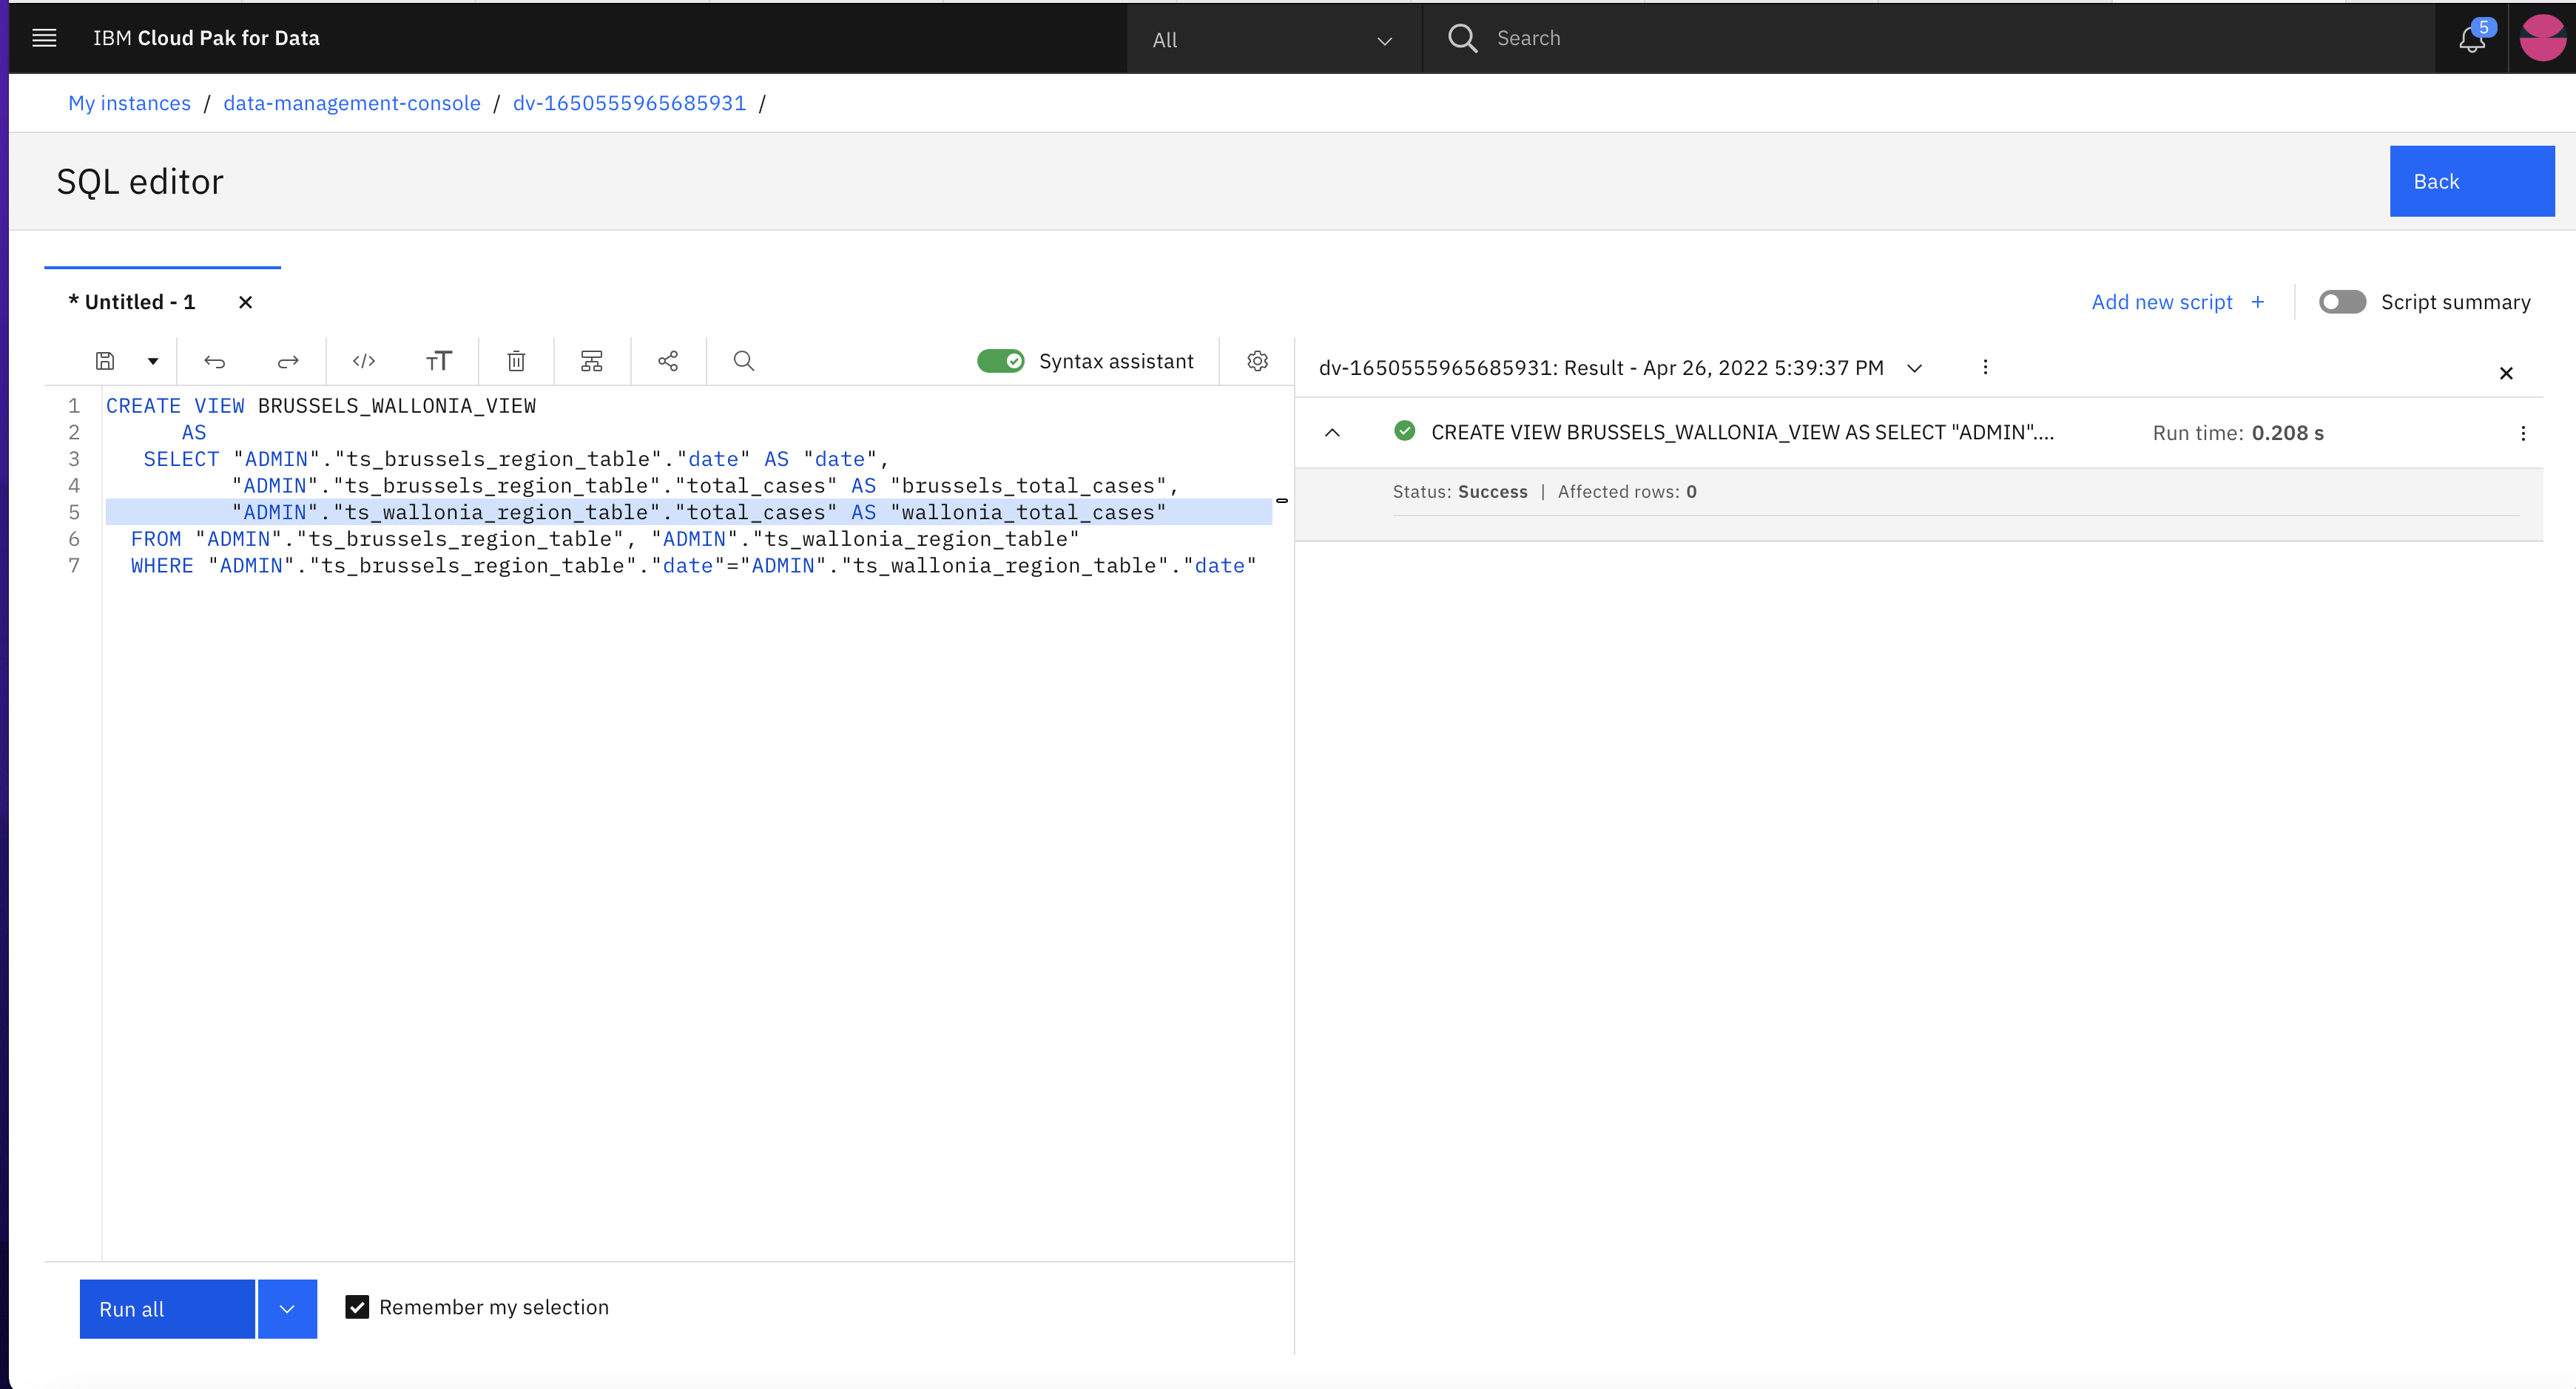 IBM Cloud Pak for Data
All
Search
5
My instances / data-management-console / dv-1650555965685931 /
SQL editor
Back
* Untitled - 1
Add new script +
Script summary
Syntax assistant
1 CREATE VIEW BRUSSELS_WALLONIA_VIEW
2 AS
3 SELECT "ADMIN"."ts_brussels_region_table"."date" AS "date",
4 "ADMIN"."ts_brussels_region_table"."total_cases" AS "brussels_total_cases",
5 "ADMIN"."ts_wallonia_region_table"."total_cases" AS "wallonia_total_cases"
6 FROM "ADMIN"."ts_brussels_region_table", "ADMIN"."ts_wallonia_region_table"
7 WHERE "ADMIN"."ts_brussels_region_table"."date"="ADMIN"."ts_wallonia_region_table"."date"
dv-1650555965685931: Result - Apr 26, 2022 5:39:37 PM
CREATE VIEW BRUSSELS_WALLONIA_VIEW AS SELECT "ADMIN"....
Run time: 0.208 s
Status: Success | Affected rows: 0
Run all
Remember my selection